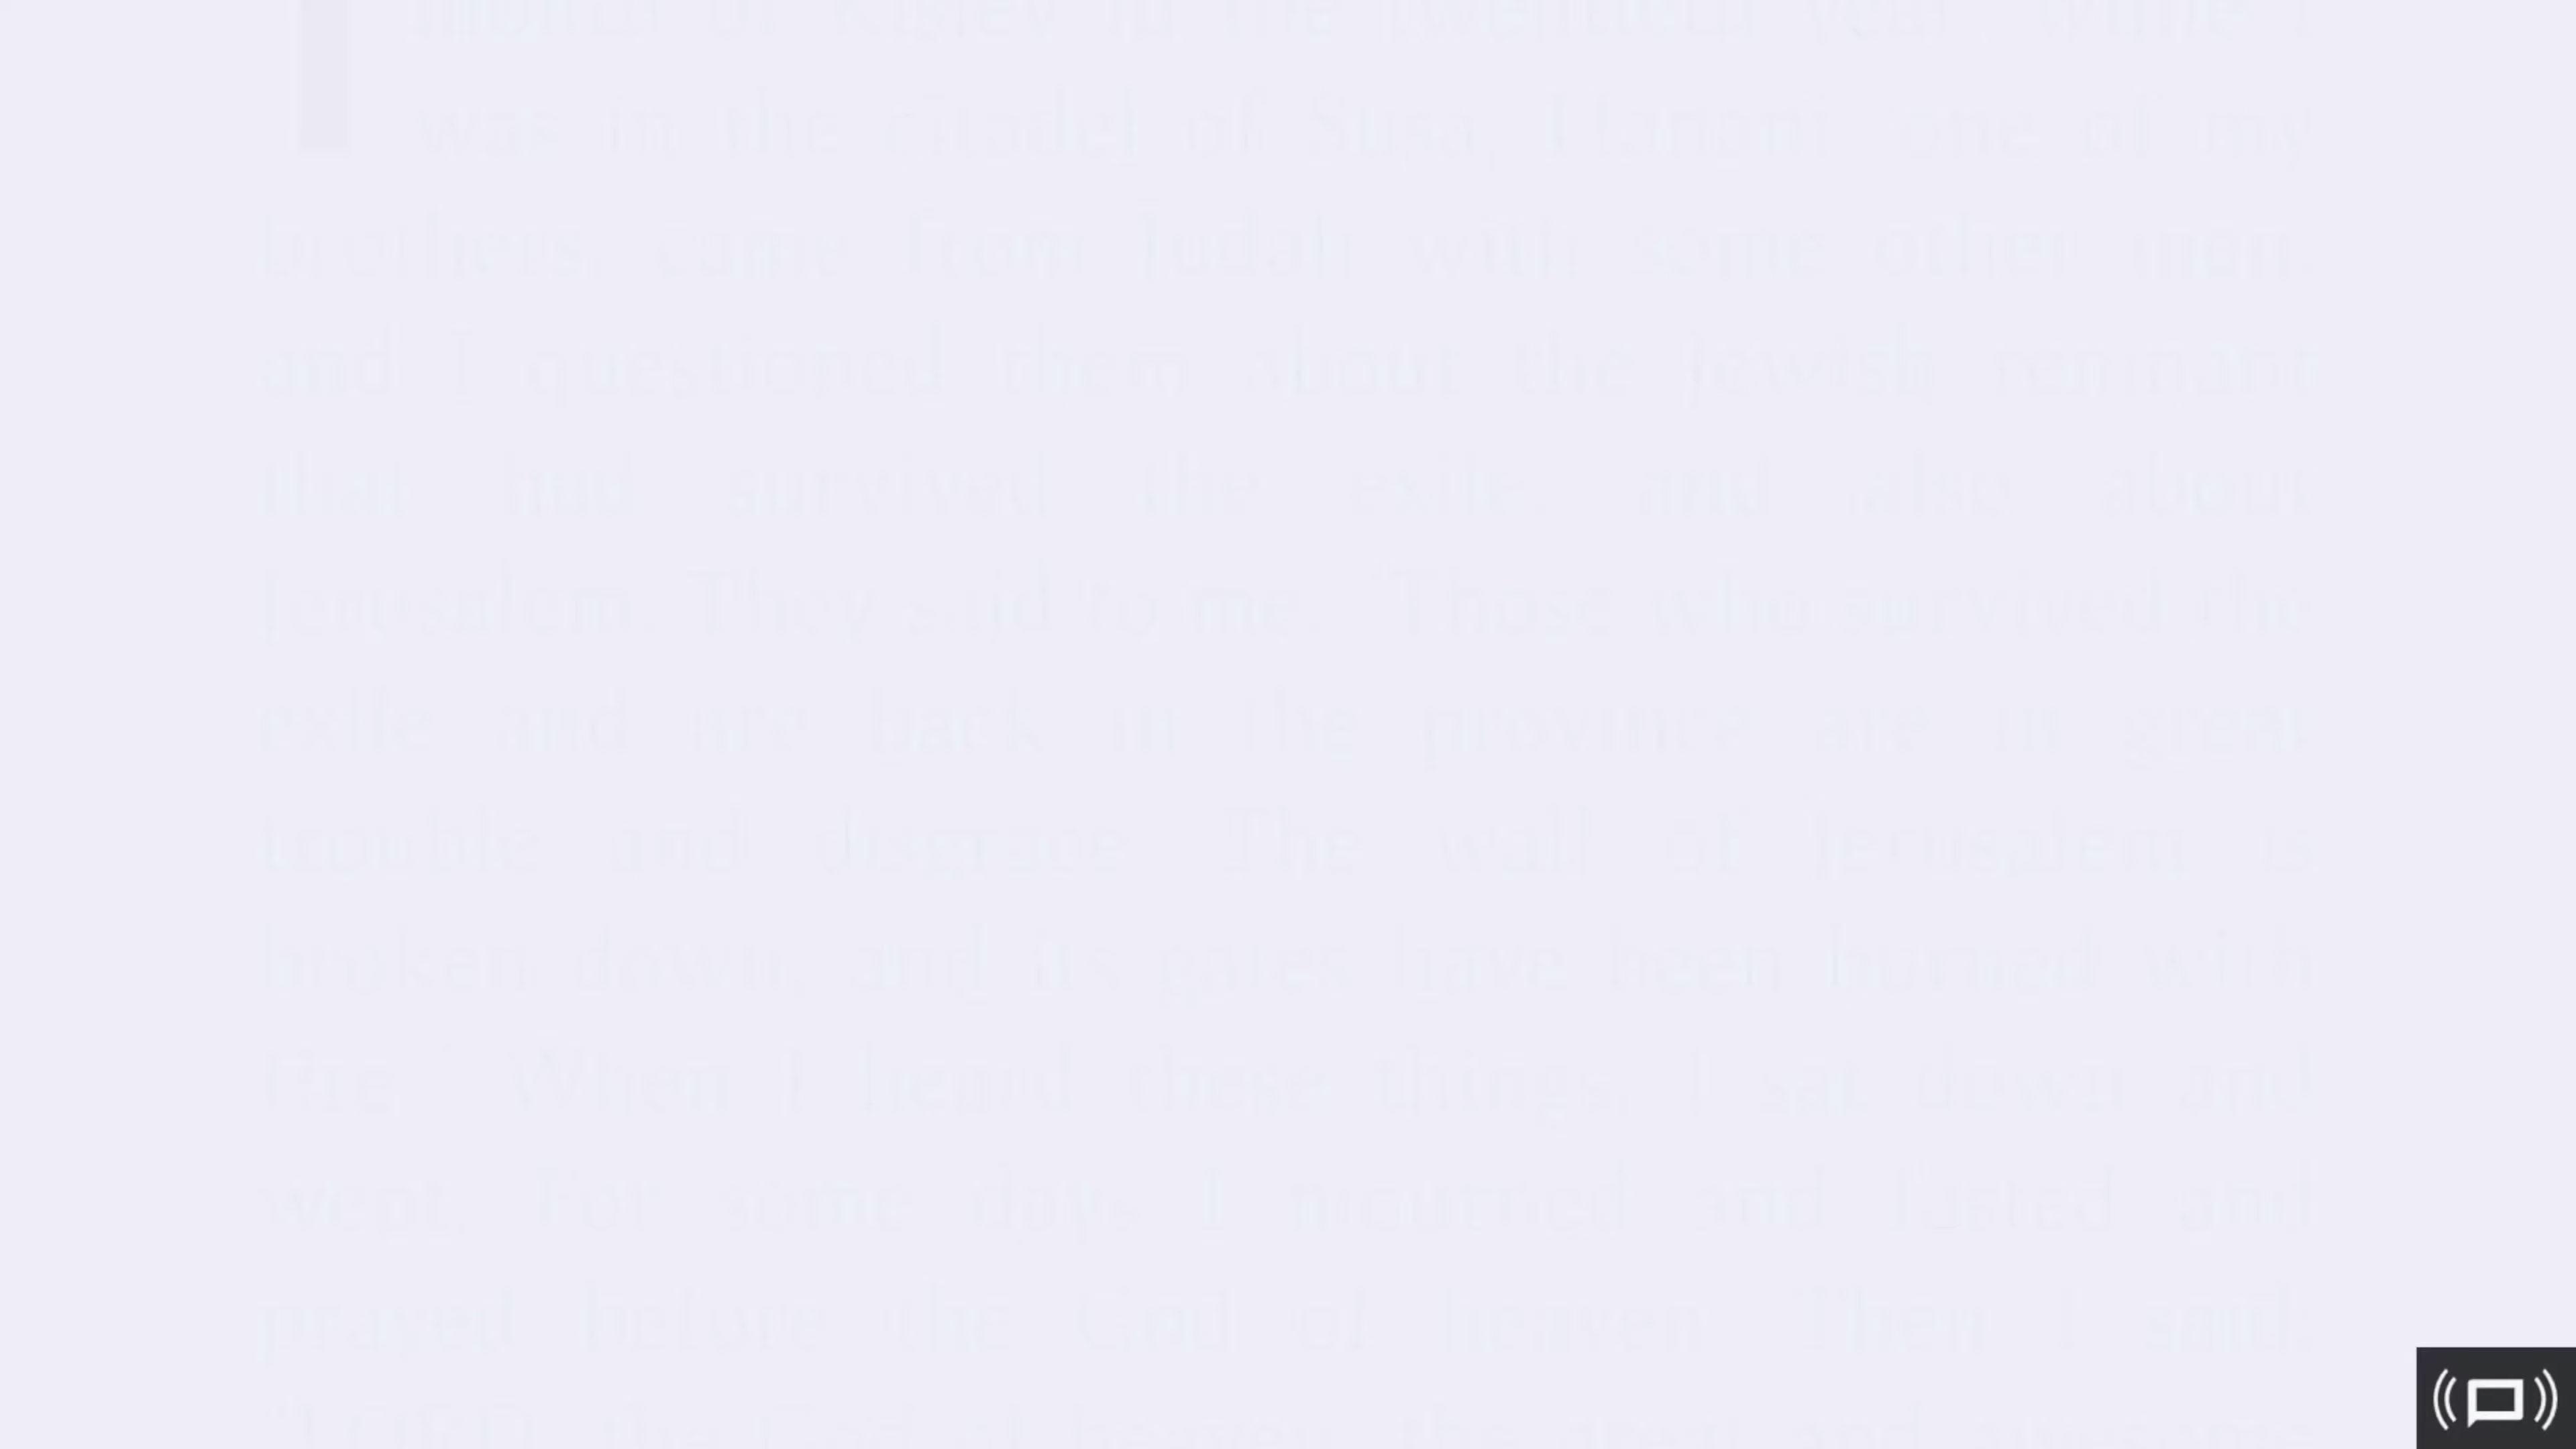 month of Kislev in the twentieth year while I
was in the citadel of Susa, Hanani one of my
brothers, came from Judah with some other men,
and I questioned them about the Jewish remnant
that had survived the exile, and also about
Jerusalem. They said to me, Those who survived the
exile and are back in the province are in great
trouble and disgrace. The wall of Jerusalem is
broken down, and its gates have been burned with
fire. When I heard these things, I sat down and
wept. For some days I mourned and fasted and
prayed before the God of heaven. Then I said,